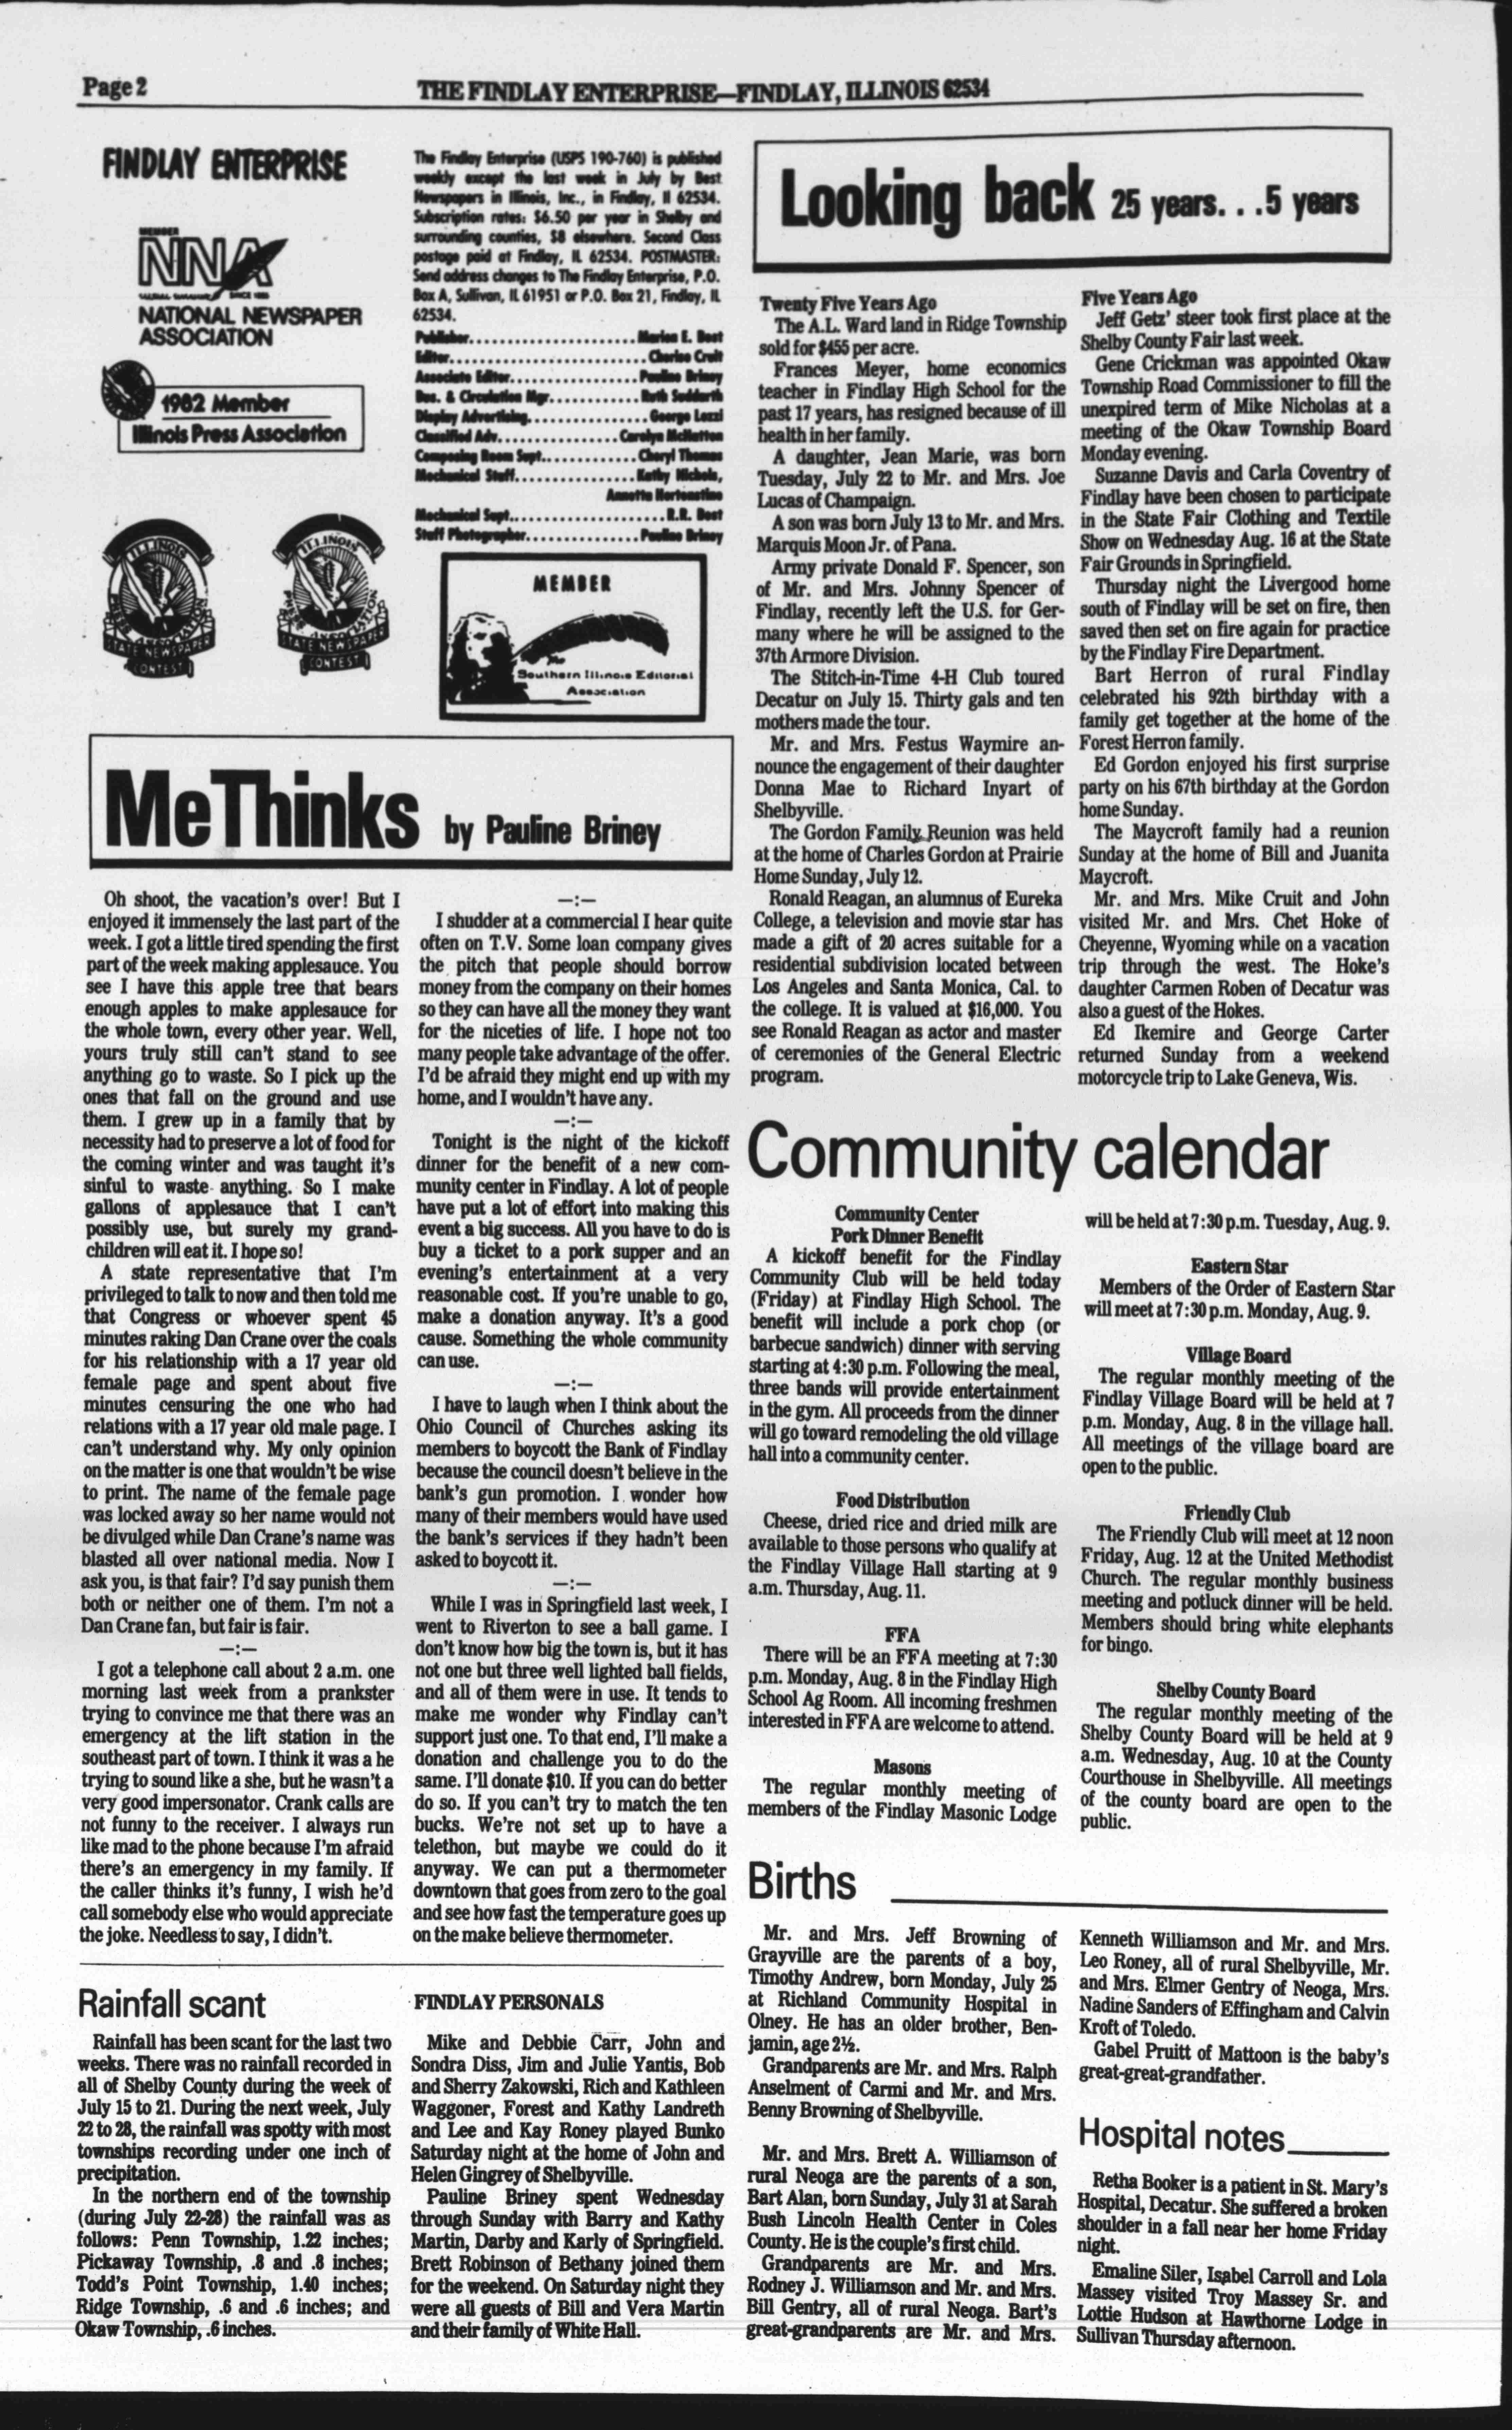 Page 2
THE FINDLAY ENTERPRISE—FINDLAY, ILLINOIS 62534
FINDLAY ENTERPRISE
MEMBER
NNA
SINCE 1885
NATIONAL NEWSPAPER
ASSOCIATION
1982 Member
Illinois Press Association
ILLINOIS
PRESS ASSOCIATION
STATE NEWSPAPER
CONTEST
ILLINOIS
PRESS ASSOCIATION
STATE NEWSPAPER
CONTEST
The Findlay Enterprise (USPS 190-760) is published
weekly except the last week in July by Best
Newspapers in Illinois, Inc., in Findlay, Il 62534.
Subscription rates: $6.50 per year in Shelby and
surrounding counties, $8 elsewhere. Second Class
postage paid at Findlay, IL 62534. POSTMASTER:
Send address changes to The Findlay Enterprise, P.O.
Box A, Sullivan, IL 61951 or P.O. Box 21, Findlay, IL
62534.
Publisher.......................Marion E. Best
Editor..........................Charlee Cruit
Associate Editor.................Pauline Briney
Bus. & Circulation Mgr............Ruth Suddarth
Display Advertising................George Lezzi
Classified Adv................Carolyn McNutton
Composing Room Supt.............Cheryl Thomas
Mechanical Staff.................Kathy Nichols,
Annetta Hortenstine
Mechanical Supt......................R.R. Best
Staff Photographer...............Pauline Briney
MEMBER
The
Southern Illinois Editorial
Association
MeThinks by Pauline Briney
Oh shoot, the vacation's over! But I
enjoyed it immensely the last part of the
week. I got a little tired spending the first
part of the week making applesauce. You
see I have this apple tree that bears
enough apples to make applesauce for
the whole town, every other year. Well,
yours truly still can't stand to see
anything go to waste. So I pick up the
ones that fall on the ground and use
them. I grew up in a family that by
necessity had to preserve a lot of food for
the coming winter and was taught it's
sinful to waste anything. So I make
gallons of applesauce that I can't
possibly use, but surely my grand-
children will eat it. I hope so!
A state representative that I'm
privileged to talk to now and then told me
that Congress or whoever spent 45
minutes raking Dan Crane over the coals
for his relationship with a 17 year old
female page and spent about five
minutes censuring the one who had
relations with a 17 year old male page. I
can't understand why. My only opinion
on the matter is one that wouldn't be wise
to print. The name of the female page
was locked away so her name would not
be divulged while Dan Crane's name was
blasted all over national media. Now I
ask you, is that fair? I'd say punish them
both or neither one of them. I'm not a
Dan Crane fan, but fair is fair.
—:—
I got a telephone call about 2 a.m. one
morning last week from a prankster
trying to convince me that there was an
emergency at the lift station in the
southeast part of town. I think it was a he
trying to sound like a she, but he wasn't a
very good impersonator. Crank calls are
not funny to the receiver. I always run
like mad to the phone because I'm afraid
there's an emergency in my family. If
the caller thinks it's funny, I wish he'd
call somebody else who would appreciate
the joke. Needless to say, I didn't.
—:—
I shudder at a commercial I hear quite
often on T.V. Some loan company gives
the pitch that people should borrow
money from the company on their homes
so they can have all the money they want
for the niceties of life. I hope not too
many people take advantage of the offer.
I'd be afraid they might end up with my
home, and I wouldn't have any.
—:—
Tonight is the night of the kickoff
dinner for the benefit of a new com-
munity center in Findlay. A lot of people
have put a lot of effort into making this
event a big success. All you have to do is
buy a ticket to a pork supper and an
evening's entertainment at a very
reasonable cost. If you're unable to go,
make a donation anyway. It's a good
cause. Something the whole community
can use.
—:—
I have to laugh when I think about the
Ohio Council of Churches asking its
members to boycott the Bank of Findlay
because the council doesn't believe in the
bank's gun promotion. I wonder how
many of their members would have used
the bank's services if they hadn't been
asked to boycott it.
—:—
While I was in Springfield last week, I
went to Riverton to see a ball game. I
don't know how big the town is, but it has
not one but three well lighted ball fields,
and all of them were in use. It tends to
make me wonder why Findlay can't
support just one. To that end, I'll make a
donation and challenge you to do the
same. I'll donate $10. If you can do better
do so. If you can't try to match the ten
bucks. We're not set up to have a
telethon, but maybe we could do it
anyway. We can put a thermometer
downtown that goes from zero to the goal
and see how fast the temperature goes up
on the make believe thermometer.
Rainfall scant
Rainfall has been scant for the last two
weeks. There was no rainfall recorded in
all of Shelby County during the week of
July 15 to 21. During the next week, July
22 to 28, the rainfall was spotty with most
townships recording under one inch of
precipitation.
In the northern end of the township
(during July 22-28) the rainfall was as
follows: Penn Township, 1.22 inches;
Pickaway Township, .8 and .8 inches;
Todd's Point Township, 1.40 inches;
Ridge Township, .6 and .6 inches; and
Okaw Township, .6 inches.
FINDLAY PERSONALS
Mike and Debbie Carr, John and
Sondra Diss, Jim and Julie Yantis, Bob
and Sherry Zakowski, Rich and Kathleen
Waggoner, Forest and Kathy Landreth
and Lee and Kay Roney played Bunko
Saturday night at the home of John and
Helen Gingrey of Shelbyville.
Pauline Briney spent Wednesday
through Sunday with Barry and Kathy
Martin, Darby and Karly of Springfield.
Brett Robinson of Bethany joined them
for the weekend. On Saturday night they
were all guests of Bill and Vera Martin
and their family of White Hall.
Looking back 25 years. . .5 years
Twenty Five Years Ago
The A.L. Ward land in Ridge Township
sold for $455 per acre.
Frances Meyer, home economics
teacher in Findlay High School for the
past 17 years, has resigned because of ill
health in her family.
A daughter, Jean Marie, was born
Tuesday, July 22 to Mr. and Mrs. Joe
Lucas of Champaign.
A son was born July 13 to Mr. and Mrs.
Marquis Moon Jr. of Pana.
Army private Donald F. Spencer, son
of Mr. and Mrs. Johnny Spencer of
Findlay, recently left the U.S. for Ger-
many where he will be assigned to the
37th Armore Division.
The Stitch-in-Time 4-H Club toured
Decatur on July 15. Thirty gals and ten
mothers made the tour.
Mr. and Mrs. Festus Waymire an-
nounce the engagement of their daughter
Donna Mae to Richard Inyart of
Shelbyville.
The Gordon Family Reunion was held
at the home of Charles Gordon at Prairie
Home Sunday, July 12.
Ronald Reagan, an alumnus of Eureka
College, a television and movie star has
made a gift of 20 acres suitable for a
residential subdivision located between
Los Angeles and Santa Monica, Cal. to
the college. It is valued at $16,000. You
see Ronald Reagan as actor and master
of ceremonies of the General Electric
program.
Five Years Ago
Jeff Getz' steer took first place at the
Shelby County Fair last week.
Gene Crickman was appointed Okaw
Township Road Commissioner to fill the
unexpired term of Mike Nicholas at a
meeting of the Okaw Township Board
Monday evening.
Suzanne Davis and Carla Coventry of
Findlay have been chosen to participate
in the State Fair Clothing and Textile
Show on Wednesday Aug. 16 at the State
Fair Grounds in Springfield.
Thursday night the Livergood home
south of Findlay will be set on fire, then
saved then set on fire again for practice
by the Findlay Fire Department.
Bart Herron of rural Findlay
celebrated his 92th birthday with a
family get together at the home of the
Forest Herron family.
Ed Gordon enjoyed his first surprise
party on his 67th birthday at the Gordon
home Sunday.
The Maycroft family had a reunion
Sunday at the home of Bill and Juanita
Maycroft.
Mr. and Mrs. Mike Cruit and John
visited Mr. and Mrs. Chet Hoke of
Cheyenne, Wyoming while on a vacation
trip through the west. The Hoke's
daughter Carmen Roben of Decatur was
also a guest of the Hokes.
Ed Ikemire and George Carter
returned Sunday from a weekend
motorcycle trip to Lake Geneva, Wis.
Community calendar
Community Center
Pork Dinner Benefit
A kickoff benefit for the Findlay
Community Club will be held today
(Friday) at Findlay High School. The
benefit will include a pork chop (or
barbecue sandwich) dinner with serving
starting at 4:30 p.m. Following the meal,
three bands will provide entertainment
in the gym. All proceeds from the dinner
will go toward remodeling the old village
hall into a community center.
Food Distribution
Cheese, dried rice and dried milk are
available to those persons who qualify at
the Findlay Village Hall starting at 9
a.m. Thursday, Aug. 11.
FFA
There will be an FFA meeting at 7:30
p.m. Monday, Aug. 8 in the Findlay High
School Ag Room. All incoming freshmen
interested in FFA are welcome to attend.
Masons
The regular monthly meeting of
members of the Findlay Masonic Lodge
will be held at 7:30 p.m. Tuesday, Aug. 9.
Eastern Star
Members of the Order of Eastern Star
will meet at 7:30 p.m. Monday, Aug. 9.
Village Board
The regular monthly meeting of the
Findlay Village Board will be held at 7
p.m. Monday, Aug. 8 in the village hall.
All meetings of the village board are
open to the public.
Friendly Club
The Friendly Club will meet at 12 noon
Friday, Aug. 12 at the United Methodist
Church. The regular monthly business
meeting and potluck dinner will be held.
Members should bring white elephants
for bingo.
Shelby County Board
The regular monthly meeting of the
Shelby County Board will be held at 9
a.m. Wednesday, Aug. 10 at the County
Courthouse in Shelbyville. All meetings
of the county board are open to the
public.
Births
Mr. and Mrs. Jeff Browning of
Grayville are the parents of a boy,
Timothy Andrew, born Monday, July 25
at Richland Community Hospital in
Olney. He has an older brother, Ben-
jamin, age 2½.
Grandparents are Mr. and Mrs. Ralph
Anselment of Carmi and Mr. and Mrs.
Benny Browning of Shelbyville.
Mr. and Mrs. Brett A. Williamson of
rural Neoga are the parents of a son,
Bart Alan, born Sunday, July 31 at Sarah
Bush Lincoln Health Center in Coles
County. He is the couple's first child.
Grandparents are Mr. and Mrs.
Rodney J. Williamson and Mr. and Mrs.
Bill Gentry, all of rural Neoga. Bart's
great-grandparents are Mr. and Mrs.
Kenneth Williamson and Mr. and Mrs.
Leo Roney, all of rural Shelbyville, Mr.
and Mrs. Elmer Gentry of Neoga, Mrs.
Nadine Sanders of Effingham and Calvin
Kroft of Toledo.
Gabel Pruitt of Mattoon is the baby's
great-great-grandfather.
Hospital notes
Retha Booker is a patient in St. Mary's
Hospital, Decatur. She suffered a broken
shoulder in a fall near her home Friday
night.
Emaline Siler, Isabel Carroll and Lola
Massey visited Troy Massey Sr. and
Lottie Hudson at Hawthorne Lodge in
Sullivan Thursday afternoon.